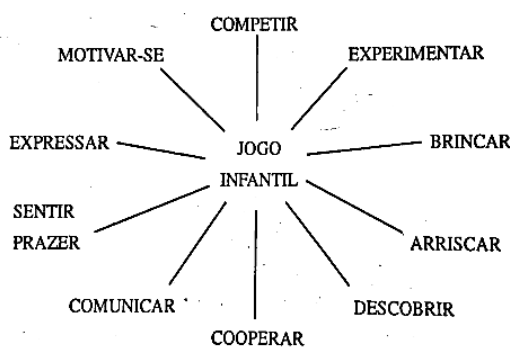 COMPETIR
MOTIVAR-SE
EXPERIMENTAR
EXPRESSAR
JOGO
BRINCAR
INFANTIL
SENTIR
PRAZER
ARRISCAR
COMUNICAR
DESCOBRIR
COOPERAR